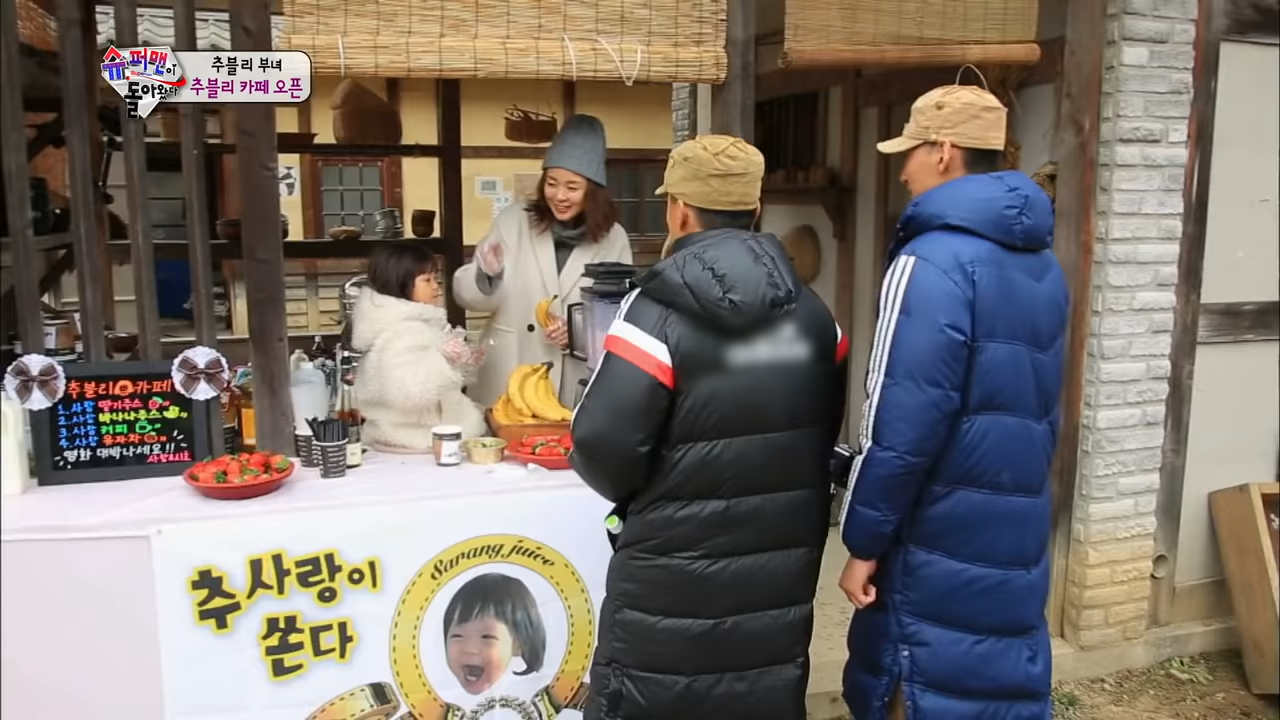 슈퍼맨이
돌아왔다
추블리 부녀
추블리 카페 오픈
추블리 카페
1. 사랑 딸기주스
2. 사랑 바나나주스
3. 사랑 커피
4. 사랑 유자차
영화 대박나세요!!
추사랑이
쏜다
Sarang juice